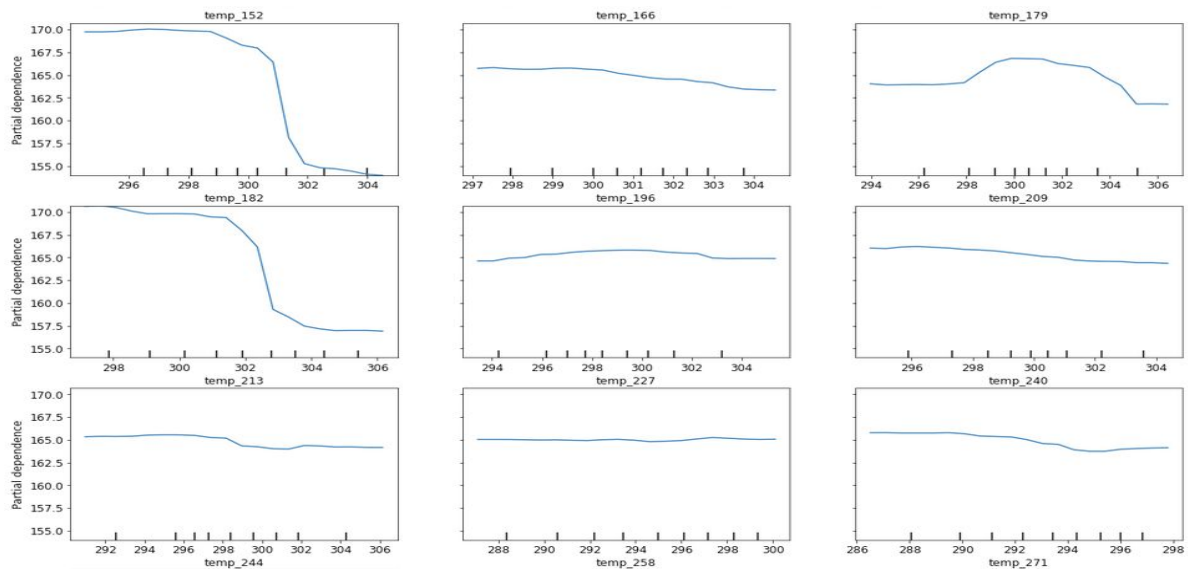 temp_152 temp_166 temp_179
170.0
167.5
165.0
162.5
160.0
157.5
155.0
Partial dependence
296 298 300 302 304
297 298 299 300 301 302 303 304
294 296 298 300 302 304 306
temp_182 temp_196 temp_209
170.0
167.5
165.0
162.5
160.0
157.5
155.0
Partial dependence
298 300 302 304 306
294 296 298 300 302 304
296 298 300 302 304
temp_213 temp_227 temp_240
170.0
167.5
165.0
162.5
160.0
157.5
155.0
Partial dependence
292 294 296 298 300 302 304 306
288 290 292 294 296 298 300
286 288 290 292 294 296 298
temp_244 temp_258 temp_271